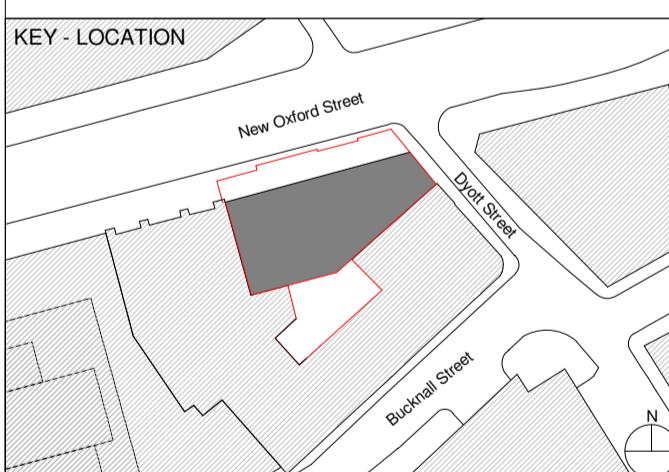 KEY - LOCATION
New Oxford Street
Dyott Street
Bucknall Street
N